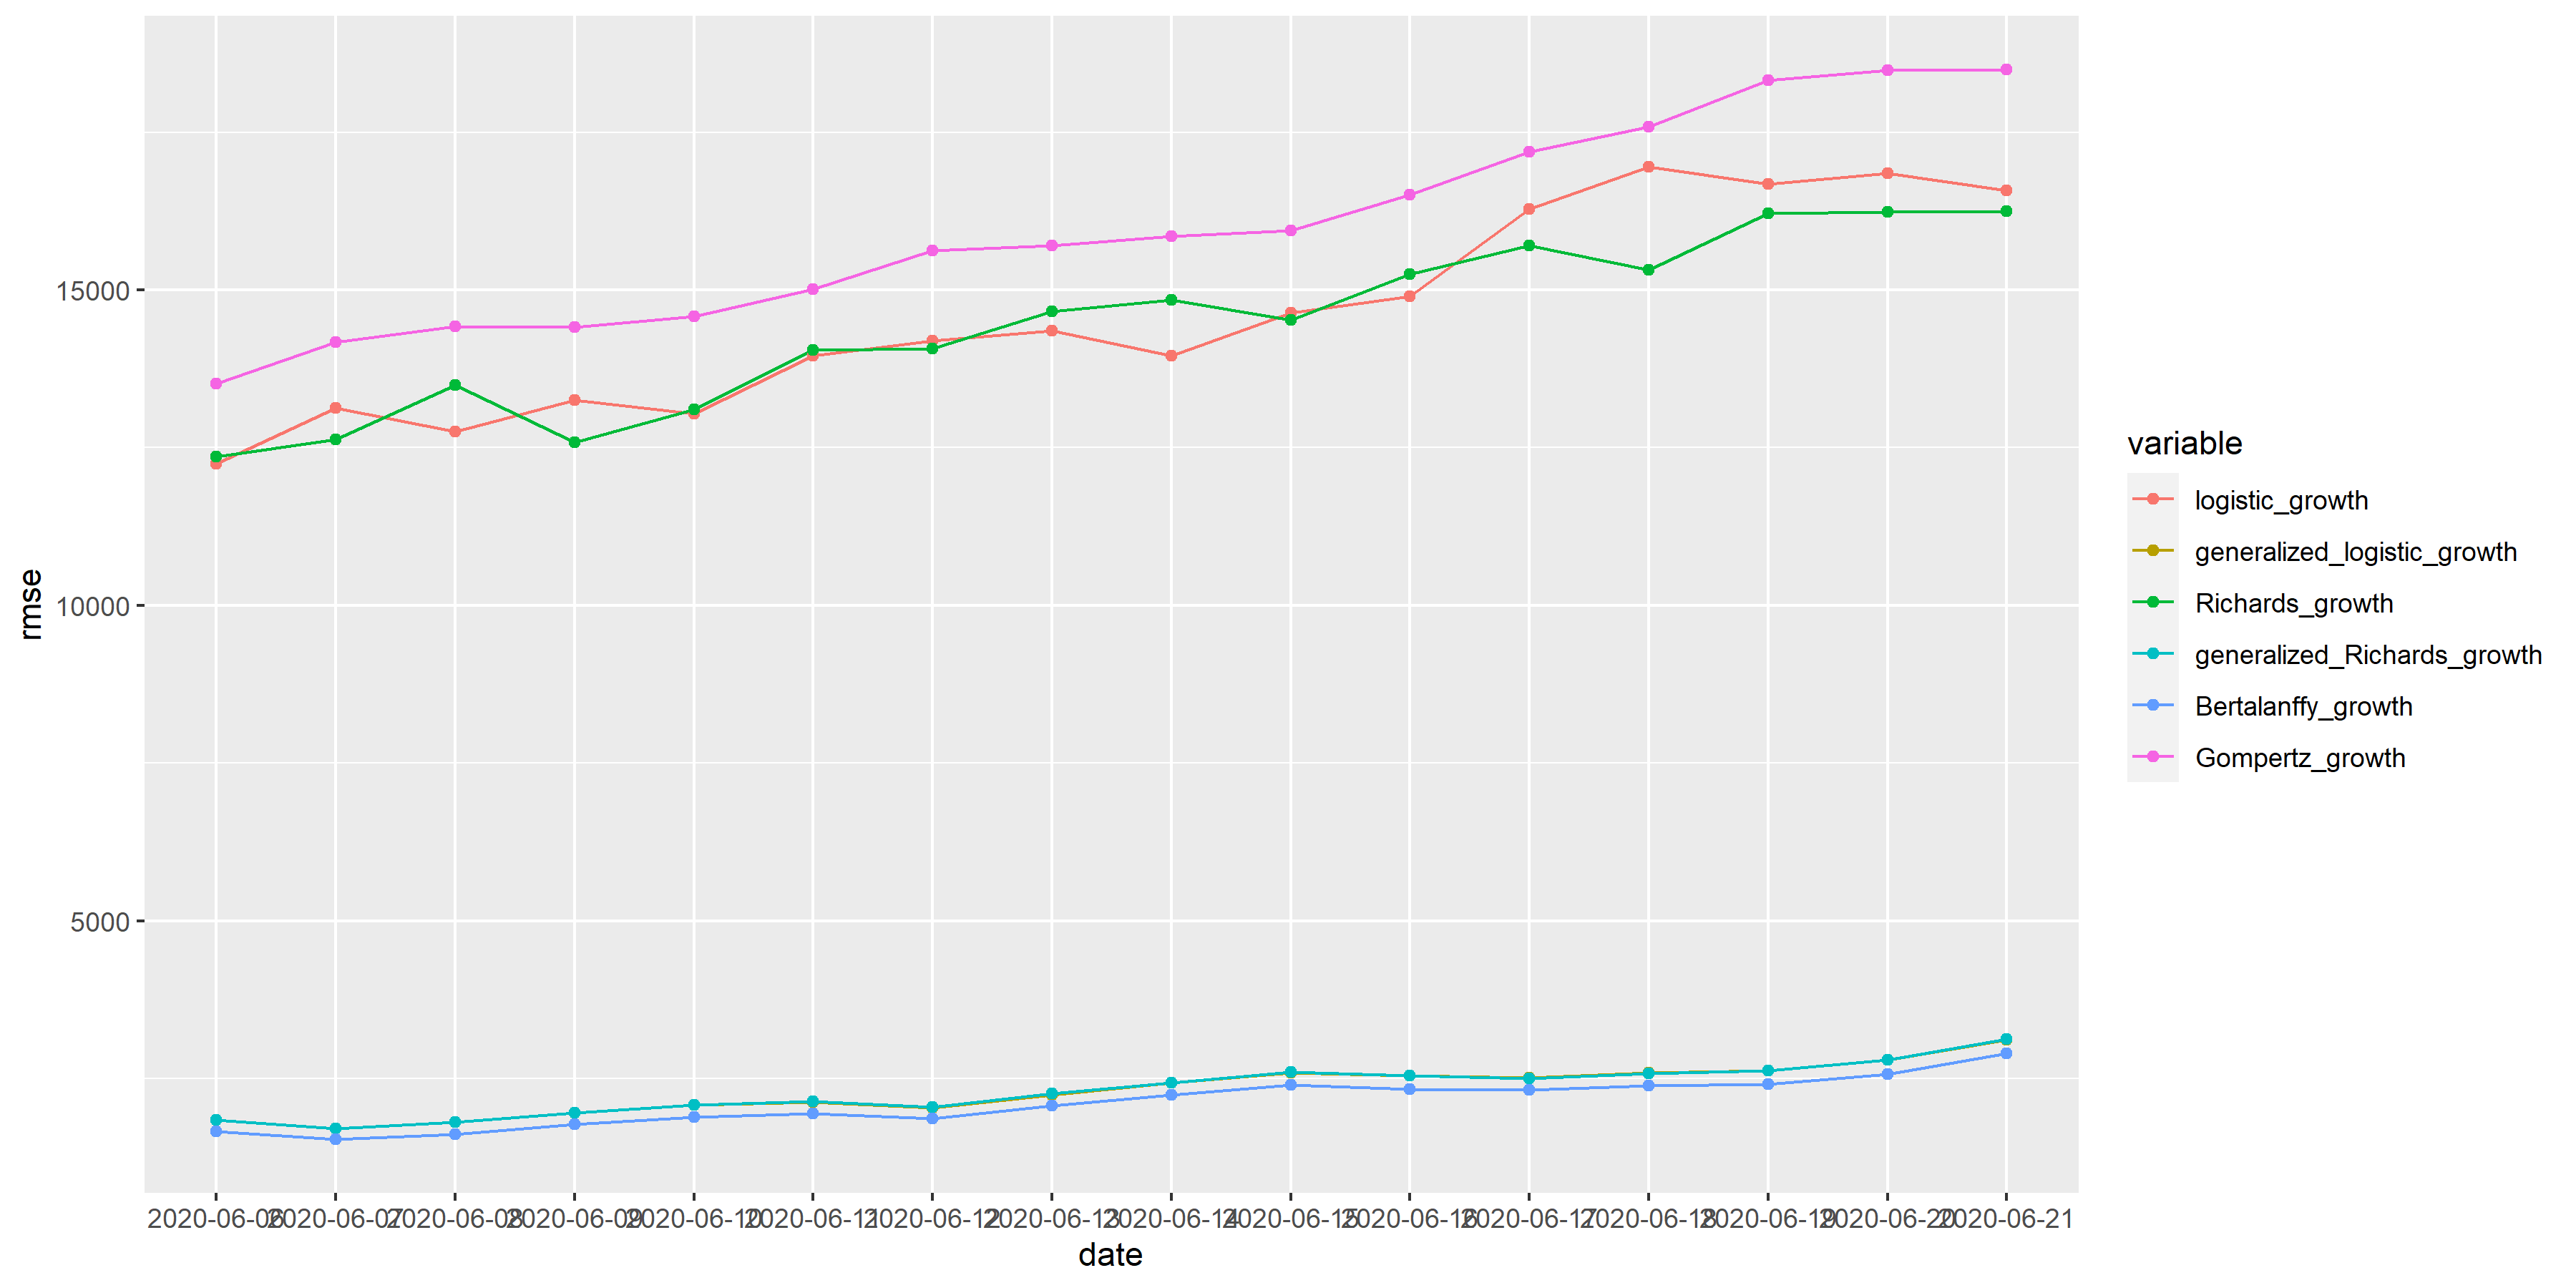 rmse
15000
10000
5000
2020-06-06
2020-06-07
2020-06-08
2020-06-09
2020-06-10
2020-06-11
2020-06-12
2020-06-13
2020-06-14
2020-06-15
2020-06-16
2020-06-17
2020-06-18
2020-06-19
2020-06-20
2020-06-21
date
variable
logistic_growth
generalized_logistic_growth
Richards_growth
generalized_Richards_growth
Bertalanffy_growth
Gompertz_growth